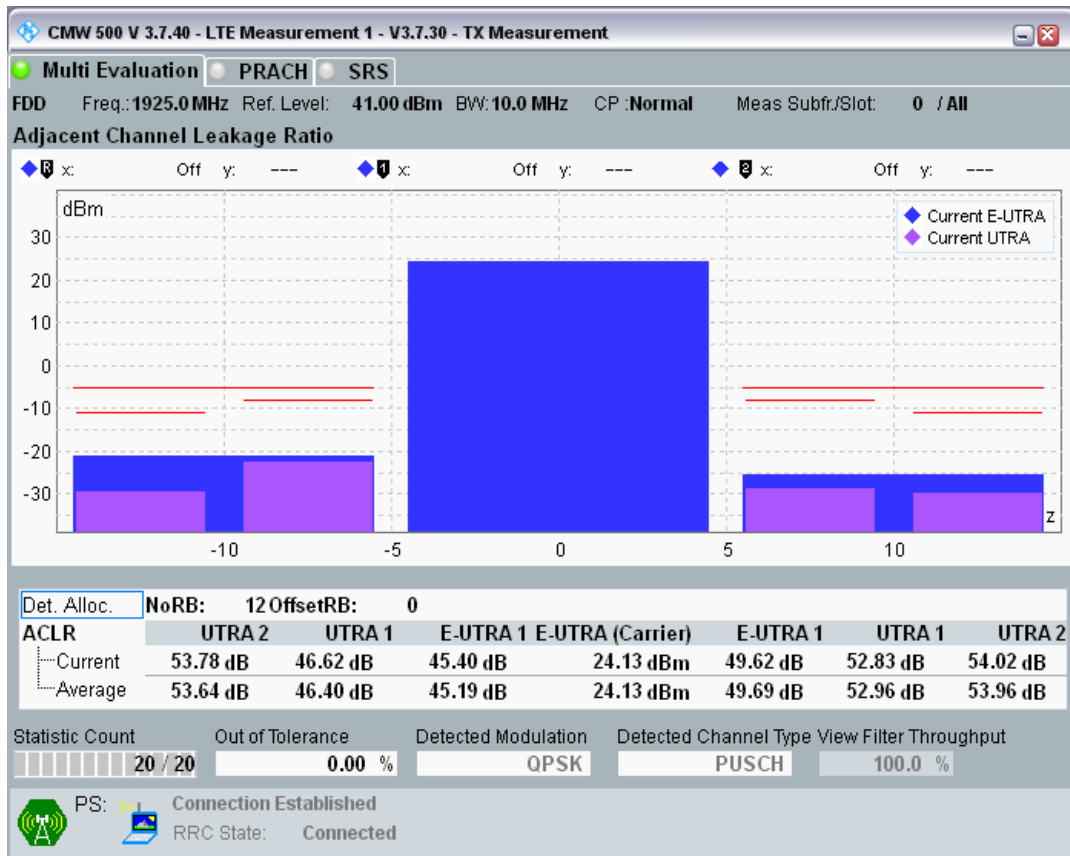 CMW 500 V 3.7.40 - LTE Measurement 1 - V3.7.30 - TX Measurement
Multi Evaluation PRACH SRS
FDD Freq.: 1925.0 MHz Ref. Level: 41.00 dBm BW: 10.0 MHz CP :Normal Meas Subfr./Slot: 0 / All
Adjacent Channel Leakage Ratio
R x: Off y: --- 1 x: Off y: --- 2 x: Off y: ---
dBm
Current E-UTRA
Current UTRA
30
20
10
0
-10
-20
-30
z
-10 -5 0 5 10
Det. Alloc. NoRB: 12 OffsetRB: 0
ACLR UTRA 2 UTRA 1 E-UTRA 1 E-UTRA (Carrier) E-UTRA 1 UTRA 1 UTRA 2
Current 53.78 dB 46.62 dB 45.40 dB 24.13 dBm 49.62 dB 52.83 dB 54.02 dB
Average 53.64 dB 46.40 dB 45.19 dB 24.13 dBm 49.69 dB 52.96 dB 53.96 dB
Statistic Count Out of Tolerance Detected Modulation Detected Channel Type View Filter Throughput
20 / 20 0.00 % QPSK PUSCH 100.0 %
PS: Connection Established
RRC State: Connected